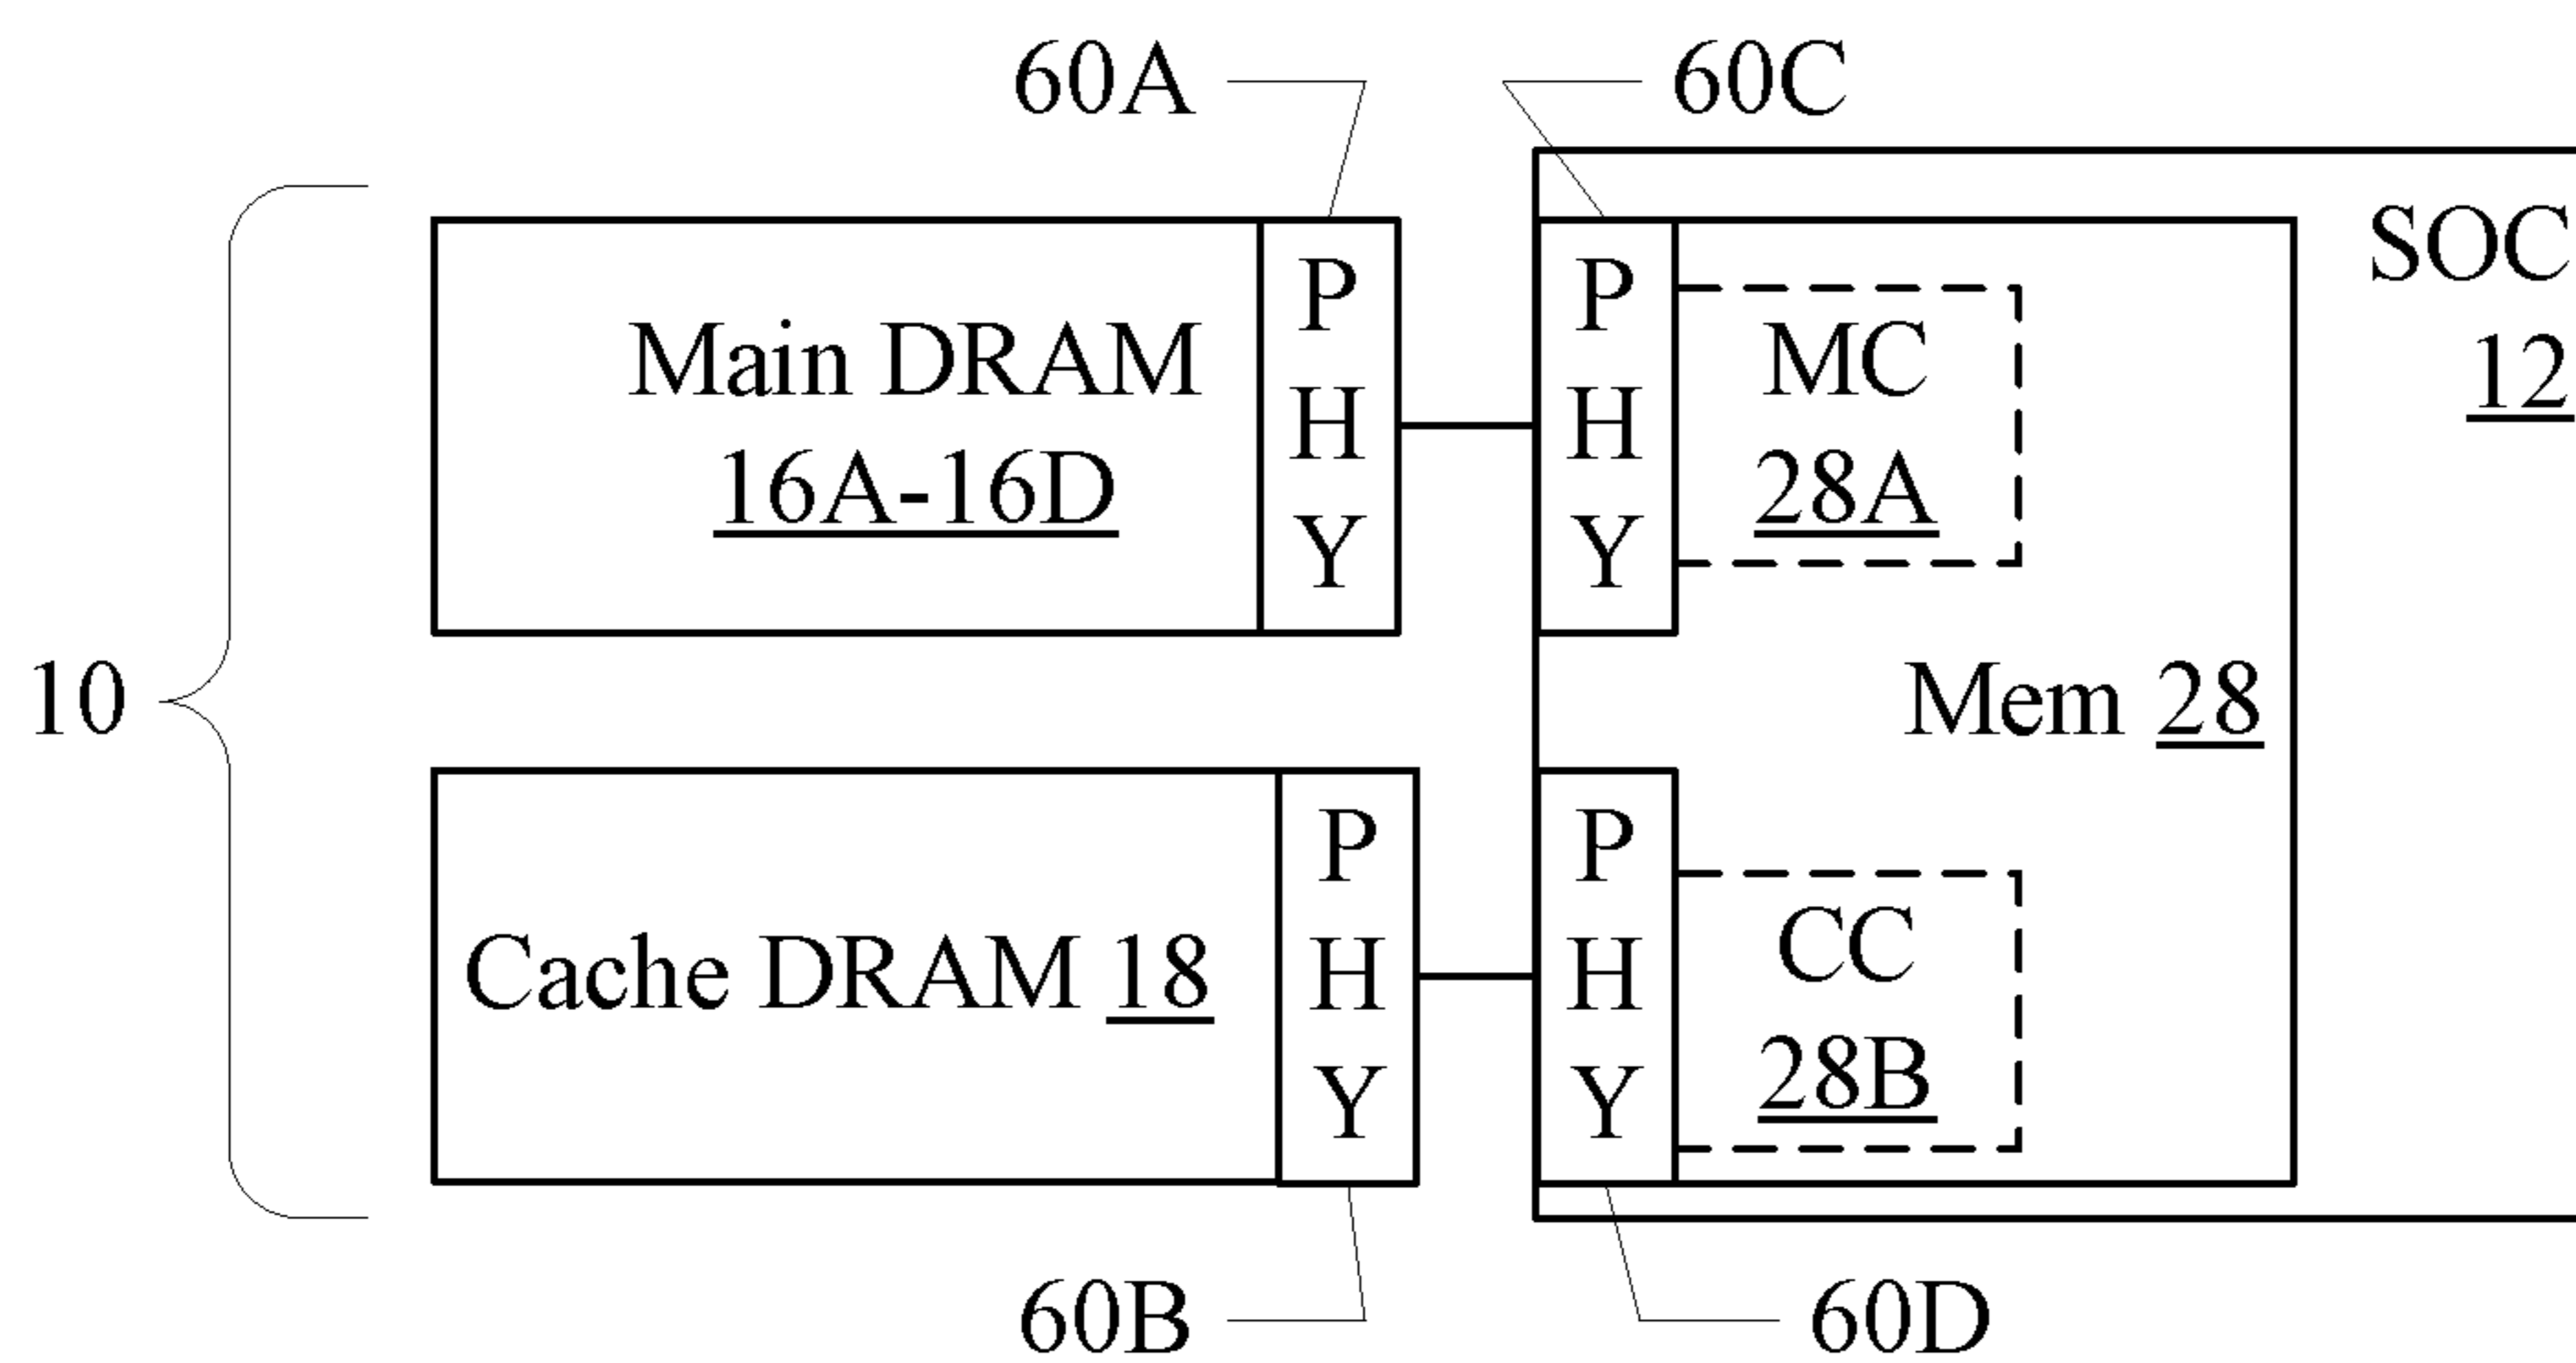 60A
60C
SOC
12
P
H
Y
Main DRAM
16A-16D
P
H
Y
MC
28A
10
Mem 28
Cache DRAM 18
P
H
Y
P
H
Y
CC
28B
60B
60D